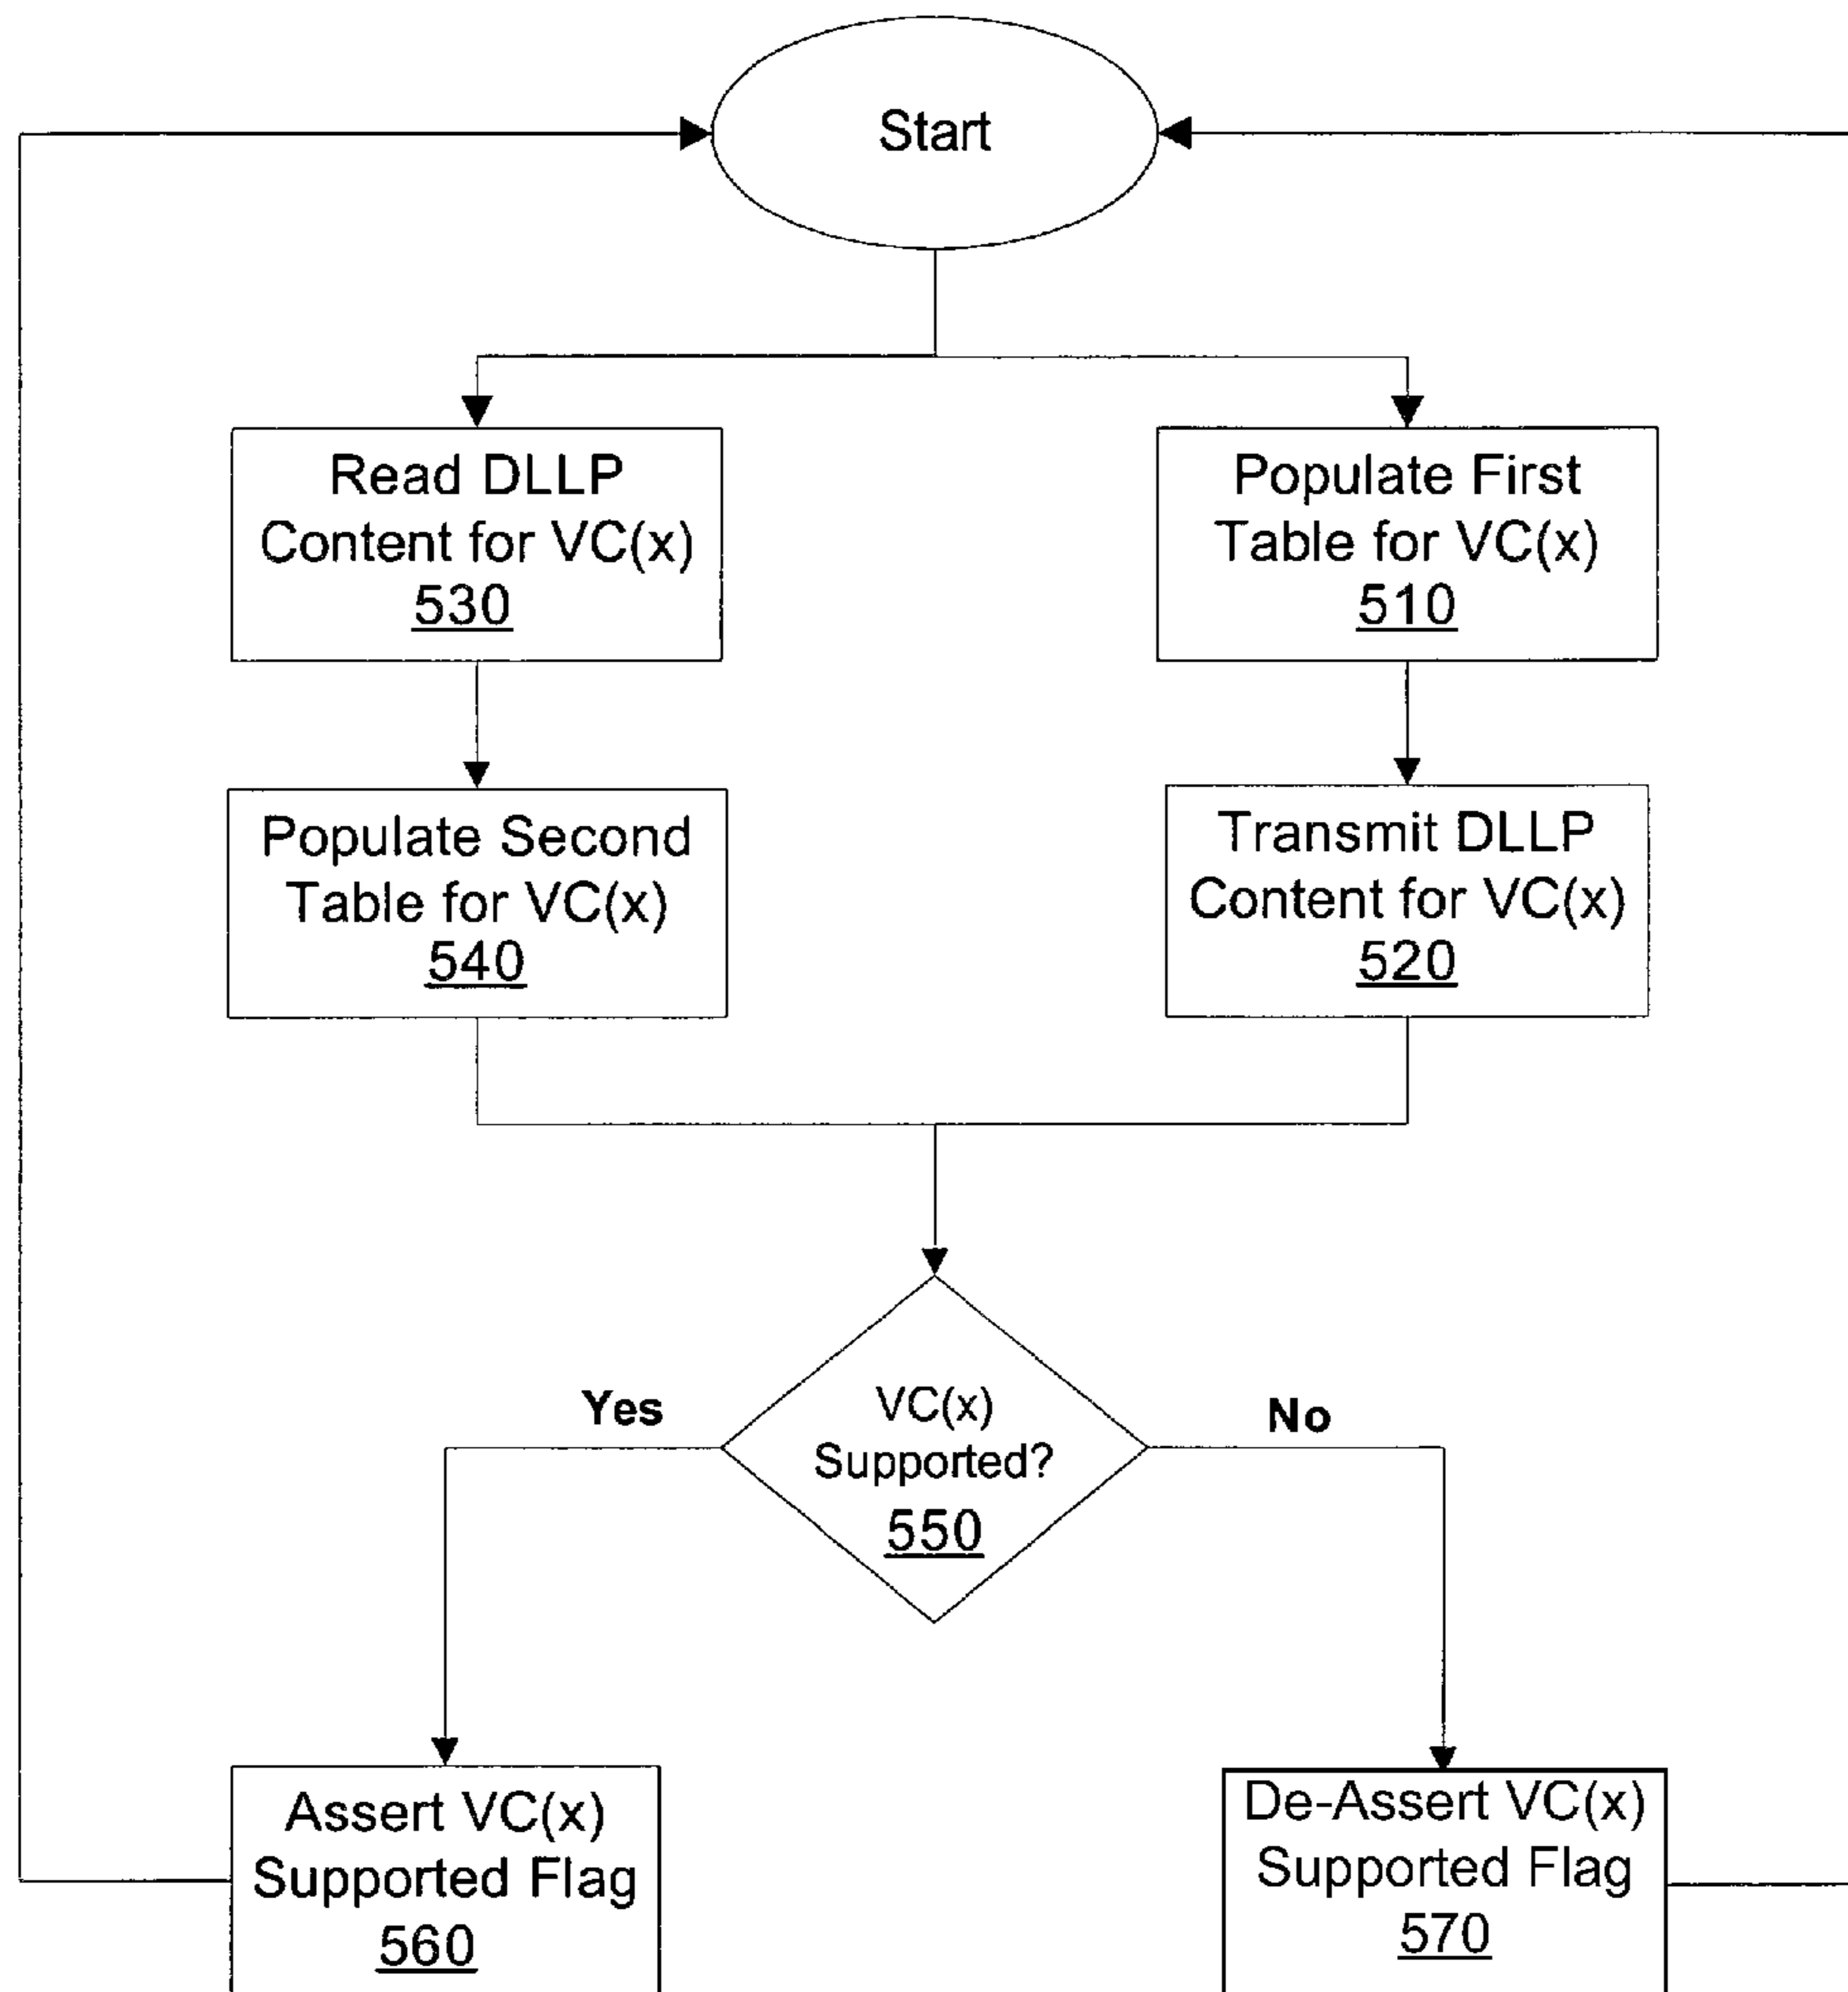 Start
Read DLLP
Content for VC(x)
530
Populate First
Table for VC(x)
510
Populate Second
Table for VC(x)
540
Transmit DLLP
Content for VC(x)
520
Yes
VC(x)
Supported?
550
No
Assert VC(x)
Supported Flag
560
De-Assert VC(x)
Supported Flag
570